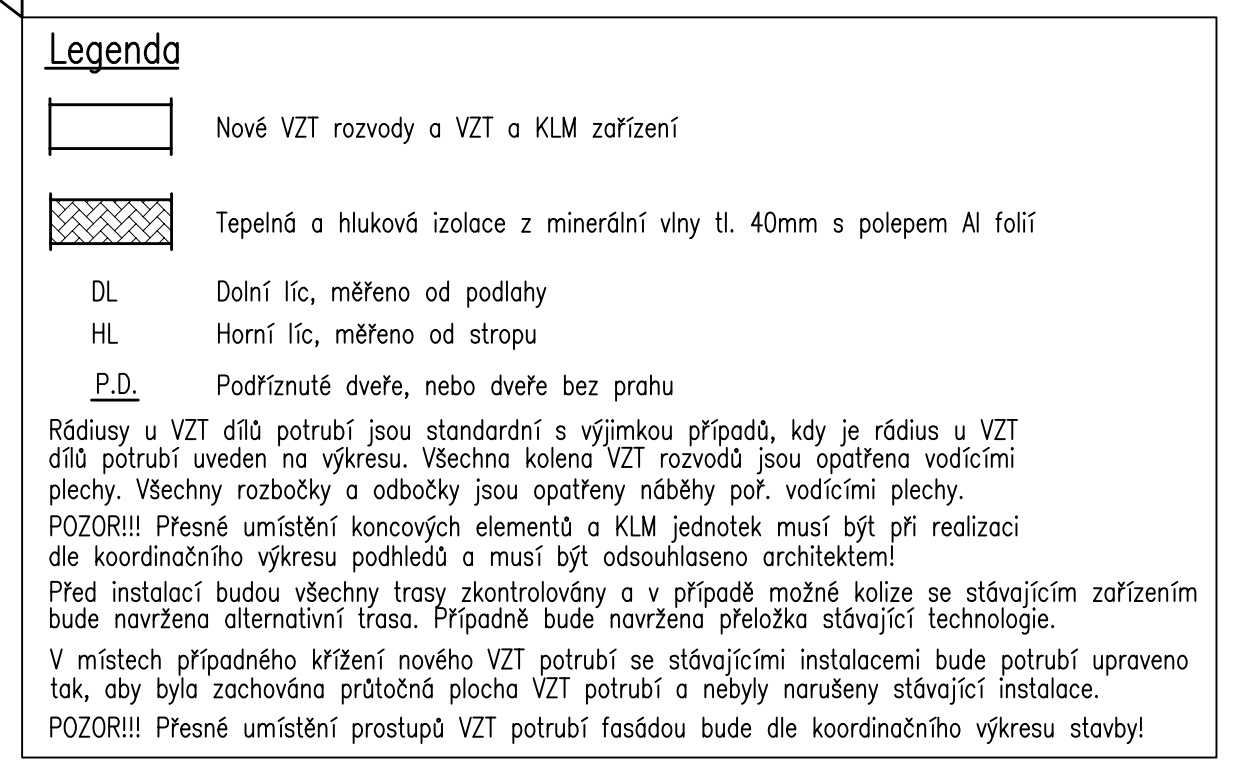 Legenda
Nové VZT rozvody a VZT a KLM zařízení
Tepelná a hluková izolace z minerální vlny tl. 40mm s polepem Al folií
DL Dolní líc, měřeno od podlahy
HL Horní líc, měřeno od stropu
P.D. Podříznuté dveře, nebo dveře bez prahu
Rádiusy u VZT dílů potrubí jsou standardní s výjimkou případů, kdy je rádius u VZT
dílů potrubí uveden na výkresu. Všechna kolena VZT rozvodů jsou opatřena vodícími
plechy. Všechny rozbočky a odbočky jsou opatřeny náběhy poř. vodícími plechy.
POZOR!!! Přesné umístění koncových elementů a KLM jednotek musí být při realizaci
dle koordinačního výkresu podhledů a musí být odsouhlaseno architektem!
Před instalací budou všechny trasy zkontrolovány a v případě možné kolize se stávajícím zařízením
bude navržena alternativní trasa. Případně bude navržena přeložka stávající technologie.
V místech případného křížení nového VZT potrubí se stávajícími instalacemi bude potrubí upraveno
tak, aby byla zachována průtočná plocha VZT potrubí a nebyly narušeny stávající instalace.
POZOR!!! Přesné umístění prostupů VZT potrubí fasádou bude dle koordinačního výkresu stavby!